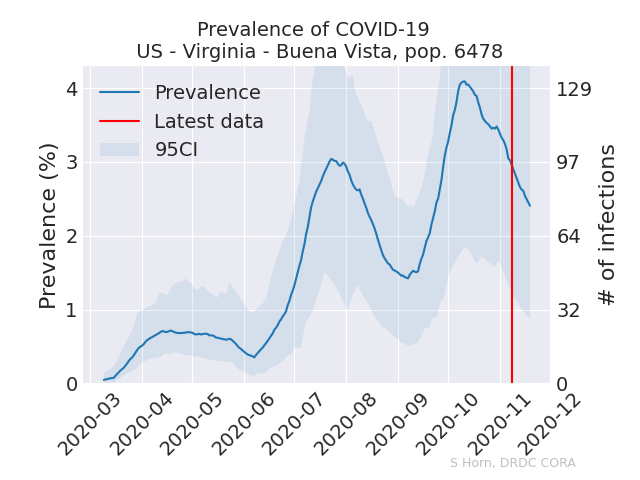 Prevalence of COVID-19
US - Virginia - Buena Vista, pop. 6478
Prevalence
Latest data
95CI
Prevalence (%)
4
3
2
1
0
129
97
64
32
0
# of infections
2020-03
2020-04
2020-05
2020-06
2020-07
2020-08
2020-09
2020-10
2020-11
2020-12
S Horn, DRDC CORA